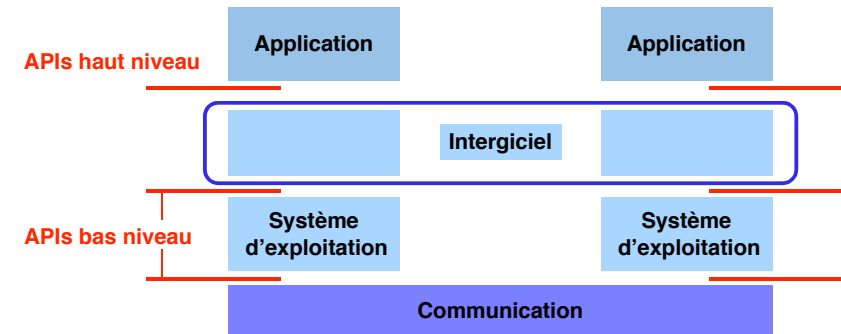 Application
Application
APIs haut niveau
Intergiciel
Système
d'exploitation
Système
d'exploitation
APIs bas niveau
Communication